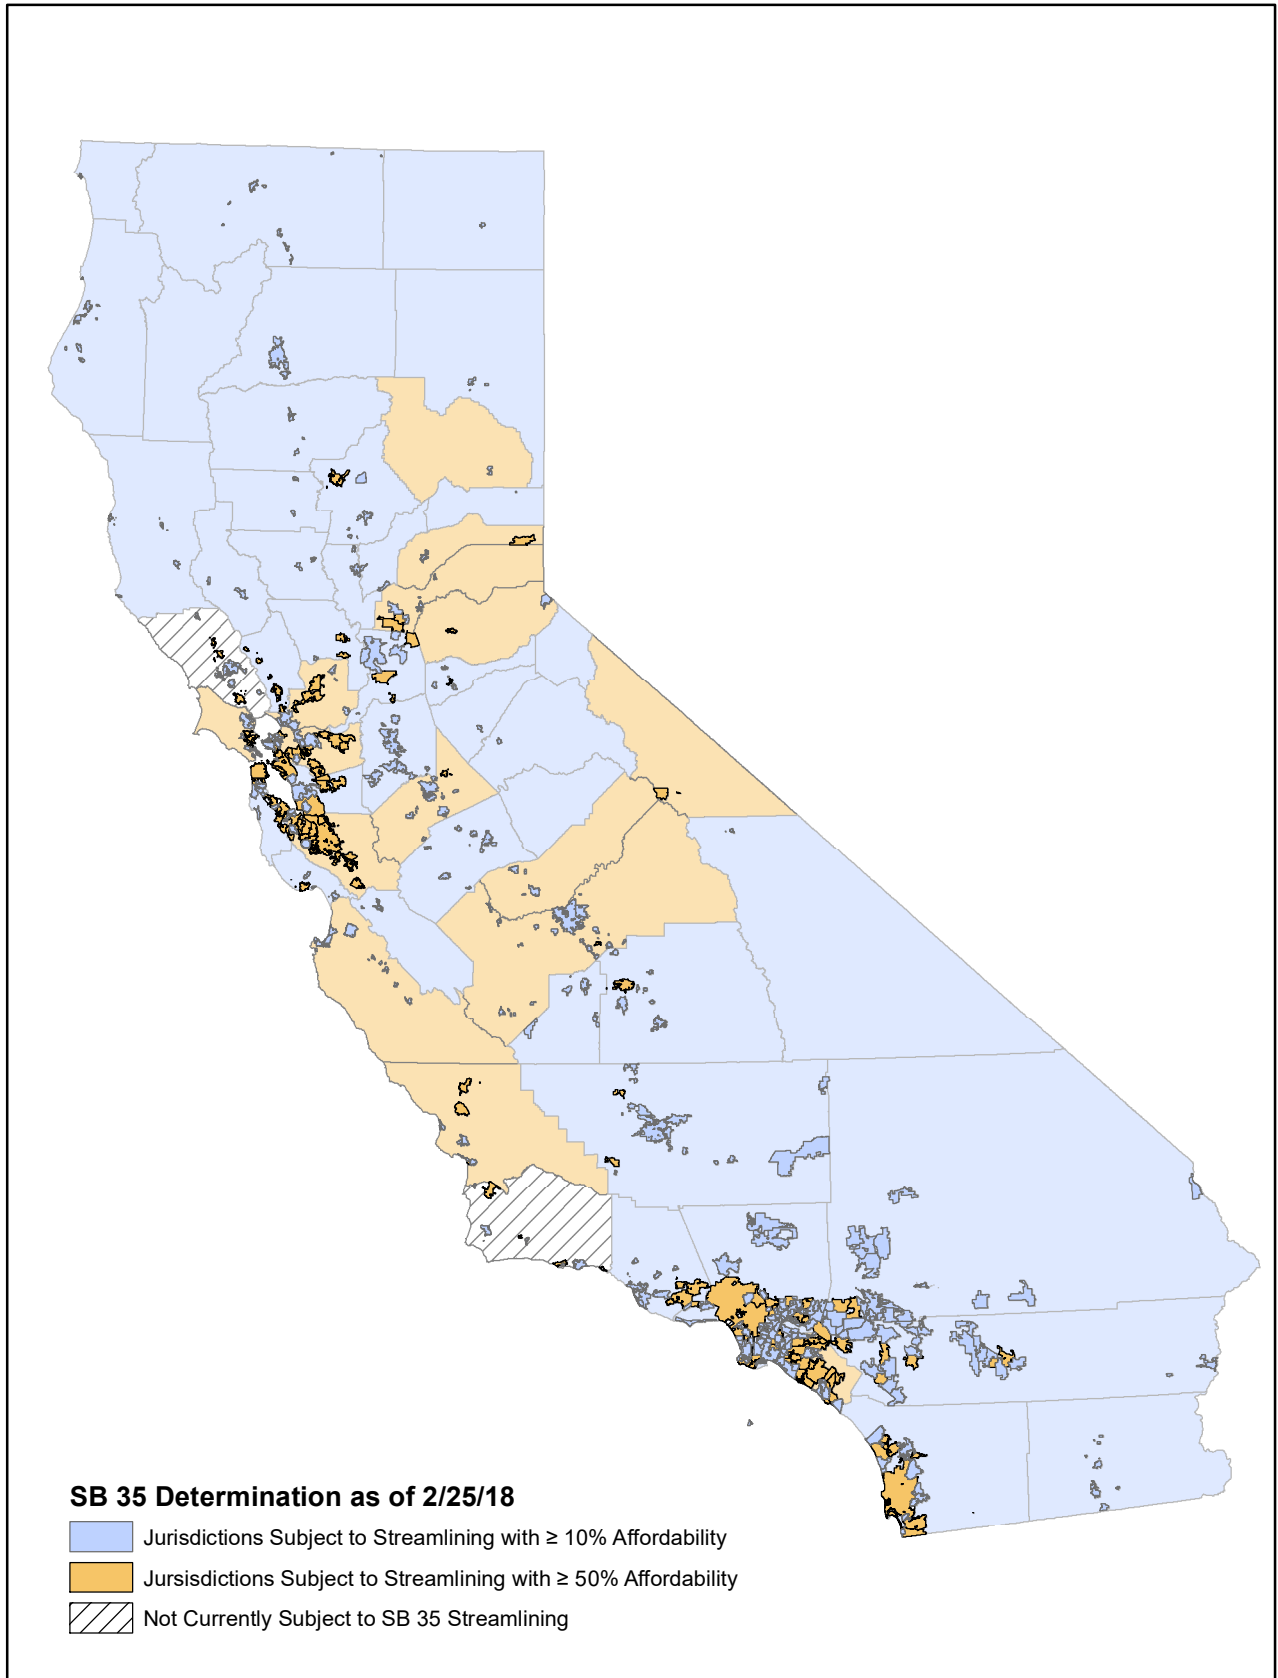 SB 35 Determination as of 2/25/18
Jurisdictions Subject to Streamlining with ≥ 10% Affordability
Jursisdictions Subject to Streamlining with ≥ 50% Affordability
Not Currently Subject to SB 35 Streamlining